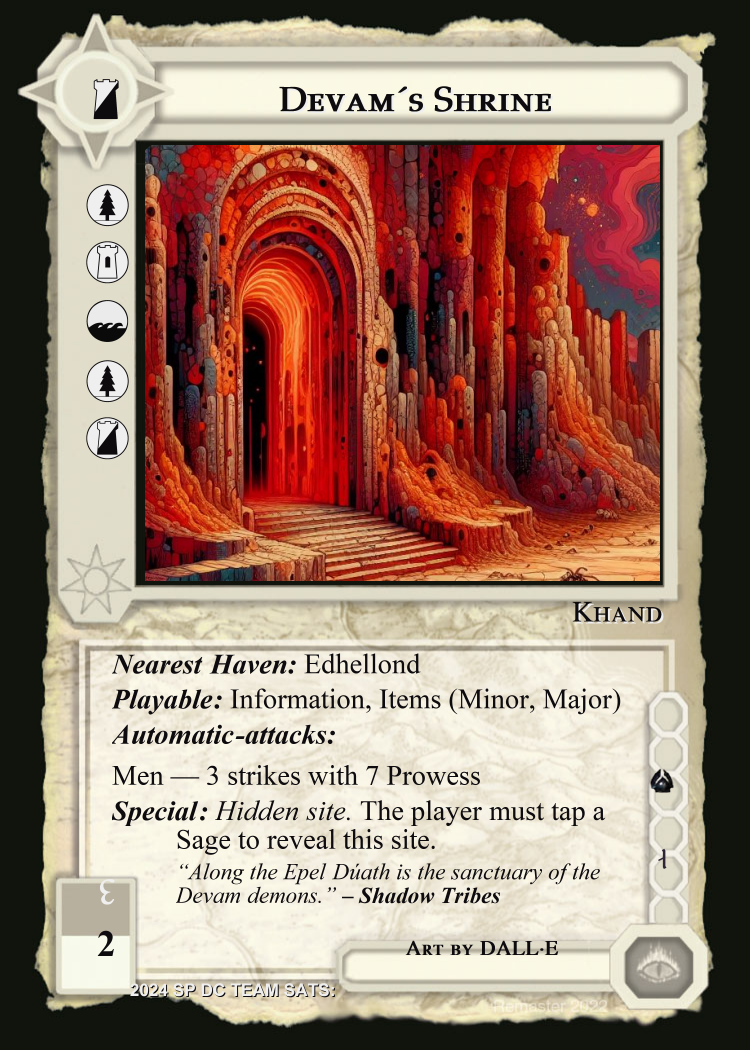 Devam´s Shrine
Khand
Nearest Haven: Edhellond
Playable: Information, Items (Minor, Major)
Automatic-attacks:
Men — 3 strikes with 7 Prowess
Special: Hidden site. The player must tap a
Sage to reveal this site.
“Along the Epel Dúath is the sanctuary of the
Devam demons.” – Shadow Tribes
2
Art by DALL·E
2024 SP DC TEAM SATS:
Remaster 2022